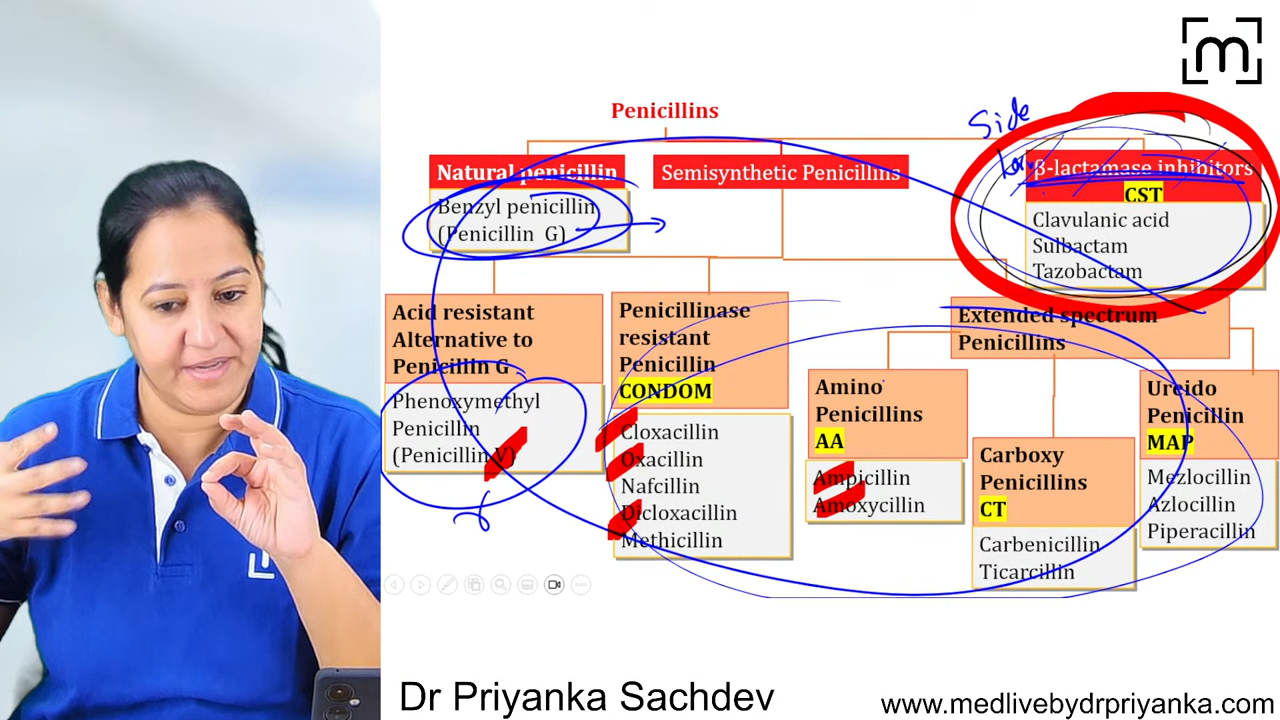 m
Penicillins
Side
Natural penicillin
Benzyl penicillin
(Penicillin G)
Semisynthetic Penicillins
β-lactamase inhibitors
CST
Clavulanic acid
Sulbactam
Tazobactam
Acid resistant
Alternative to
Penicillin G
Phenoxymethyl
Penicillin
(Penicillin V)
Penicillinase
resistant
Penicillin
CONDOM
Cloxacillin
Oxacillin
Nafcillin
Dicloxacillin
Methicillin
Extended spectrum
Penicillins
Amino
Penicillins
AA
Ampicillin
Amoxycillin
Carboxy
Penicillins
CT
Carbenicillin
Ticarcillin
Ureido
Penicillin
MAP
Mezlocillin
Azlocillin
Piperacillin
Dr Priyanka Sachdev
www.medlivebydrpriyanka.com